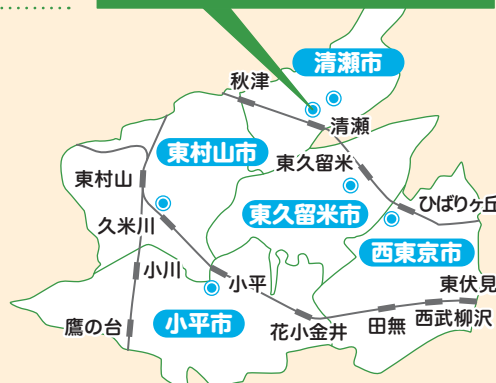 清瀬市
秋津
清瀬
東村山市
東久留米
東村山
ひばりヶ丘
久米川
東久留米市
西東京市
小川
小平
東伏見
鷹の台
小平市
花小金井
田無
西武柳沢